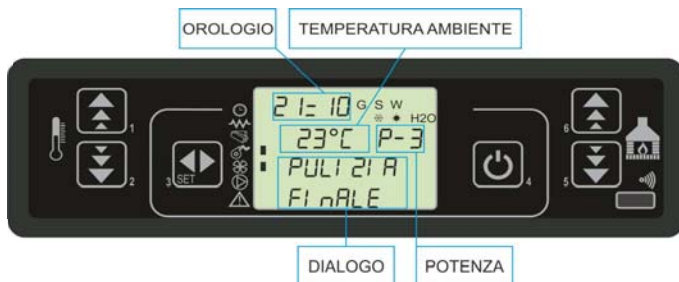 OROLOGIO TEMPERATURA AMBIENTE
21:10 G S W
H2O
23°C P-3
PULIZIA
FINALE
1
2
3 SET
4
6
5
DIALOGO POTENZA